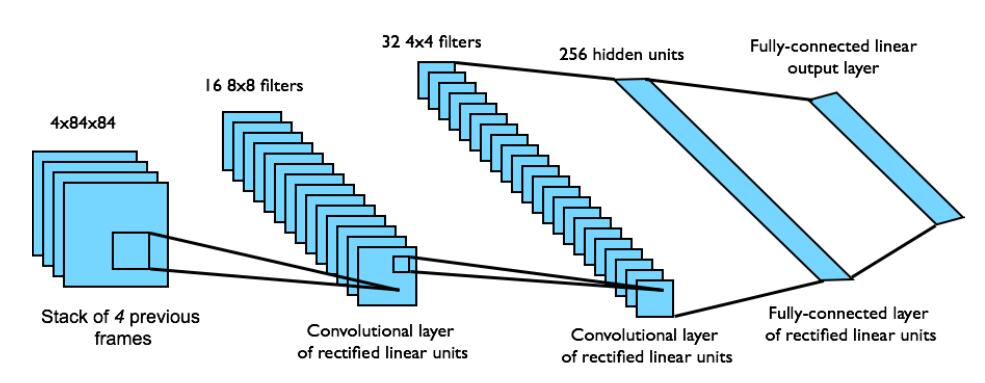 4x84x84
16 8x8 filters
32 4x4 filters
256 hidden units
Fully-connected linear
output layer
Stack of 4 previous
frames
Convolutional layer
of rectified linear units
Convolutional layer
of rectified linear units
Fully-connected layer
of rectified linear units